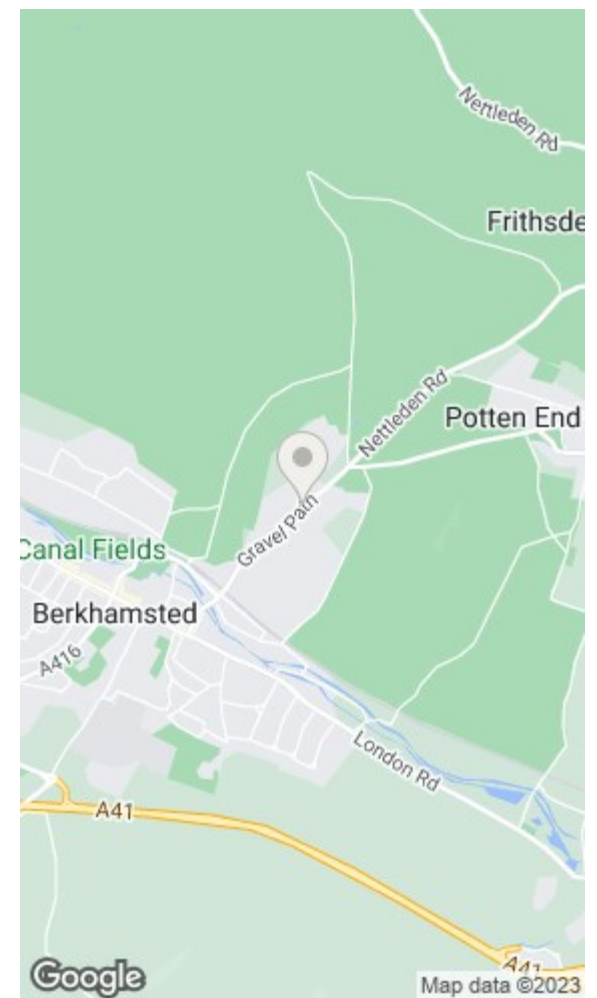 Nettleden Rd
Frithsde
Nettleden Rd
Potten End
Gravel Path
Canal Fields
Berkhamsted
A416
London Rd
A41
A41
Google
Map data ©2023